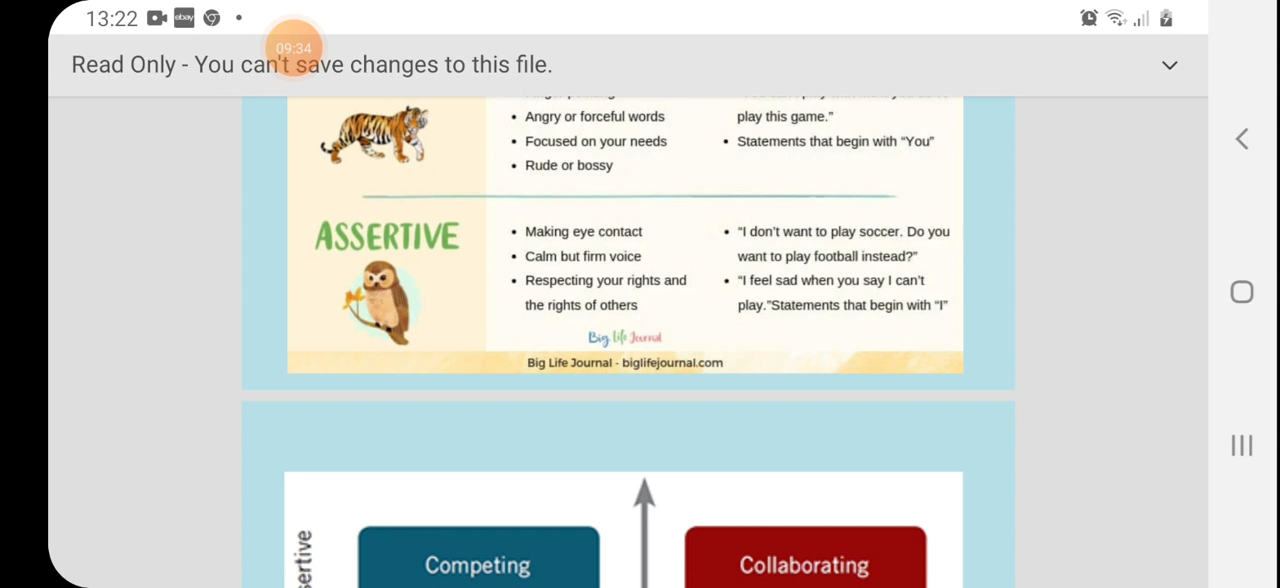 13:22
ebay
09:34
Read Only - You can't save changes to this file.
• Angry or forceful words
• Focused on your needs
• Rude or bossy
play this game."
• Statements that begin with "You"
ASSERTIVE
• Making eye contact
• Calm but firm voice
• Respecting your rights and
the rights of others
• "I don't want to play soccer. Do you
want to play football instead?"
• "I feel sad when you say I can't
play."Statements that begin with "I"
Big Life Journal
Big Life Journal - biglifejournal.com
Competing
Collaborating